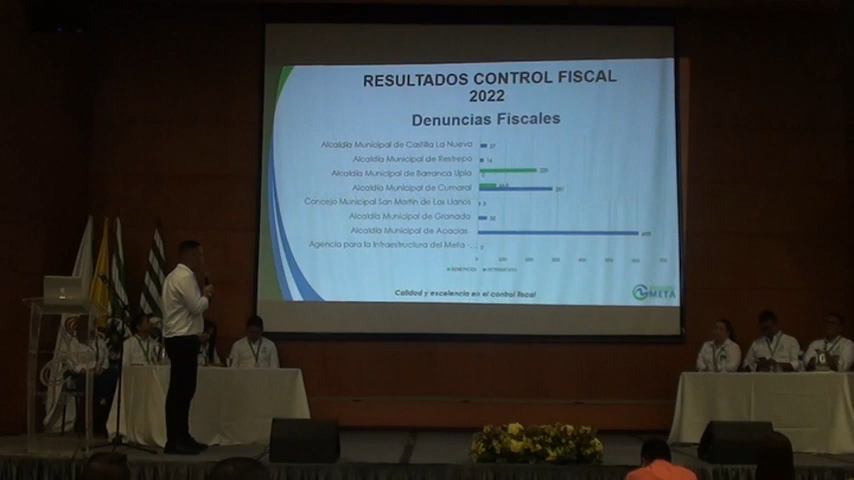 RESULTADOS CONTROL FISCAL
2022
Denuncias Fiscales
Alcaldía Municipal de Castilla La Nueva
Alcaldía Municipal de Restrepo
Alcaldía Municipal de Barranca Upia
Alcaldía Municipal de Cumaral
Concejo Municipal San Martín de Los Llanos
Alcaldía Municipal de Granada
Alcaldía Municipal de Acacias
Agencia para la Infraestructura del Meta -...
Calidad y excelencia en el control fiscal
META